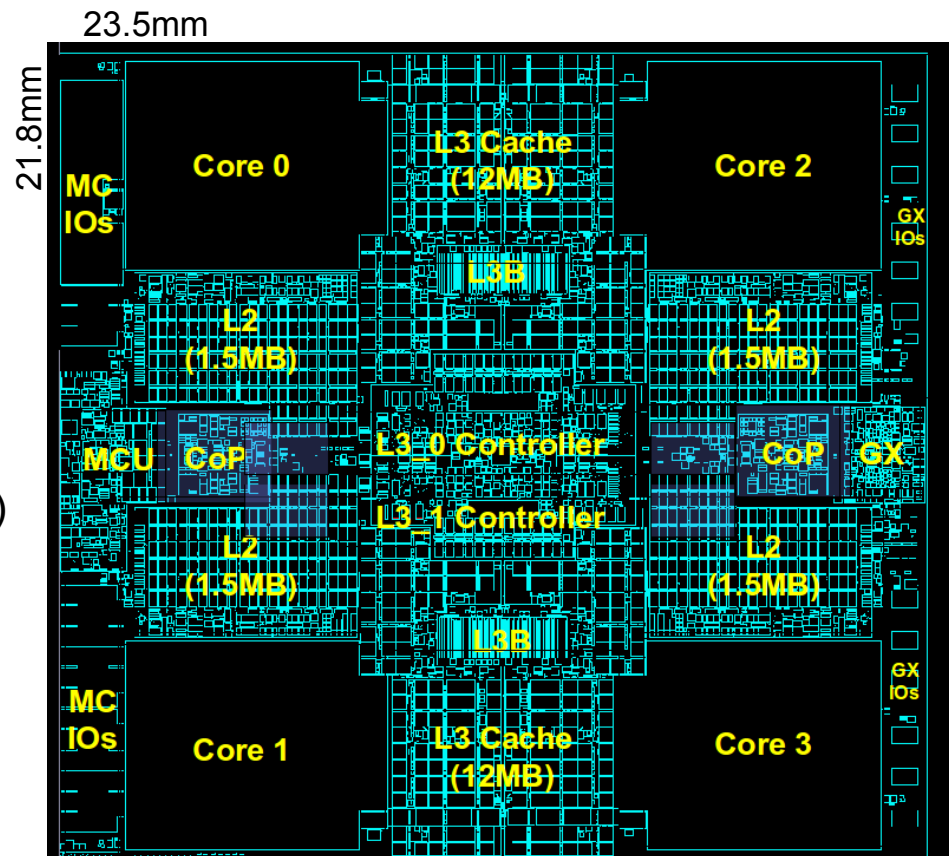 23.5mm
21.8mm
Core 0
L3 Cache
(12MB)
Core 2
MC
IOs
GX
IOs
L3B
L2
(1.5MB)
L2
(1.5MB)
MCU
CoP
L3_0 Controller
CoP
GX
)
L3_1 Controller
L2
(1.5MB)
L2
(1.5MB)
L3B
MC
IOs
GX
IOs
Core 1
L3 Cache
(12MB)
Core 3